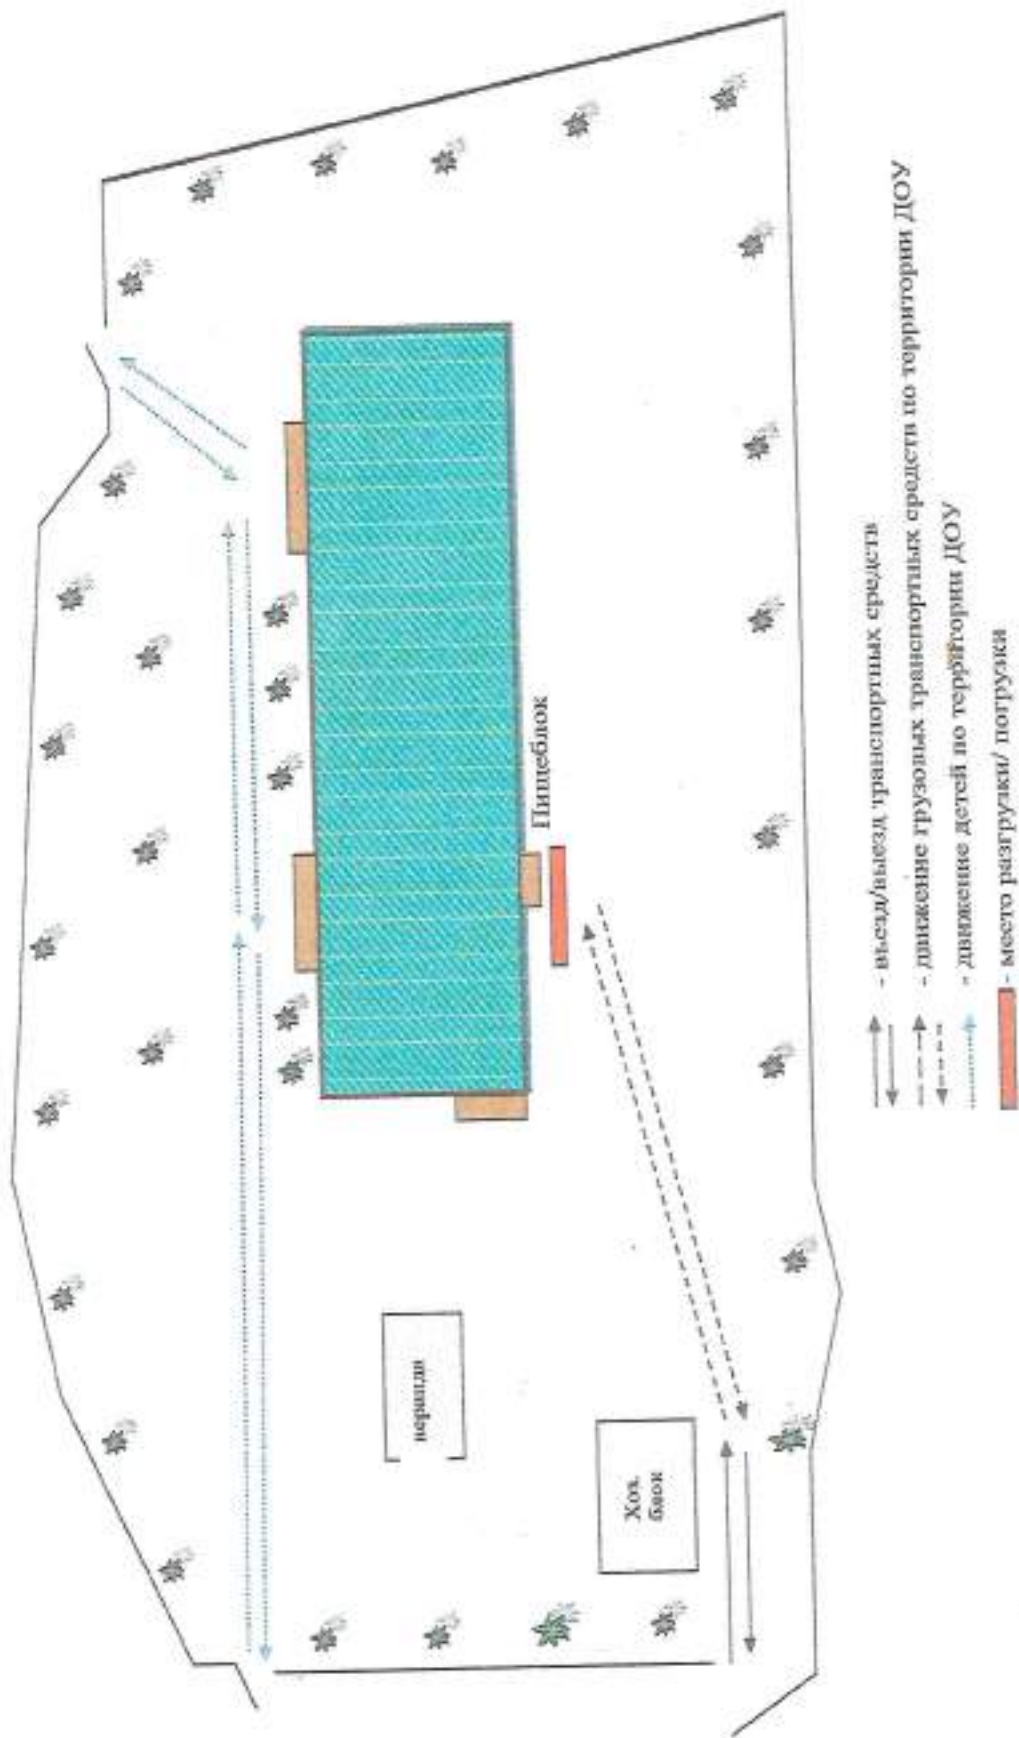 Пищеблок
веранда
Хоз.
блок
- въезд/выезд транспортных средств
- движение грузовых транспортных средств по территории ДОУ
- движение детей по территории ДОУ
- место разгрузки/ погрузки